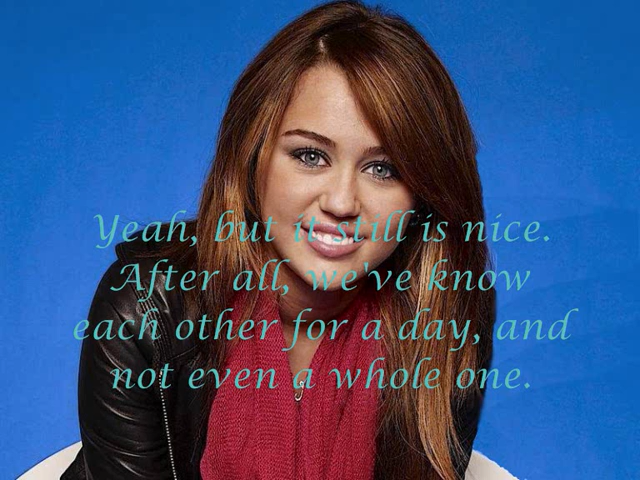 Yeah, but it still is nice.
After all, we've know
each other for a day, and
not even a whole one.